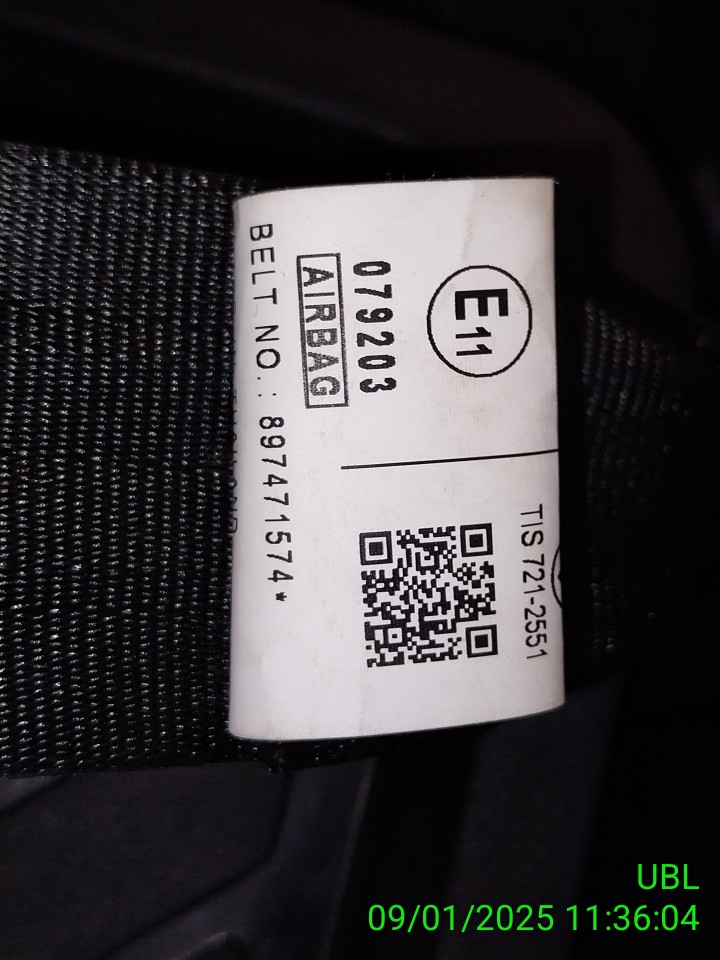 E11
079203
AIRBAG
BELT NO.: 897471574*
TIS 721-2551
UBL
09/01/2025 11:36:04